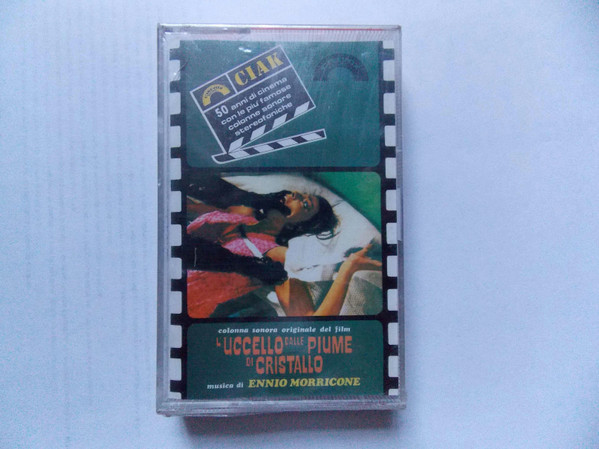 CIAK
50 anni di cinema
con le più famose
colonne sonore
stereofoniche
colonna sonora originale del film
L'UCCELLO DALLE PIUME
DI CRISTALLO
musica di ENNIO MORRICONE